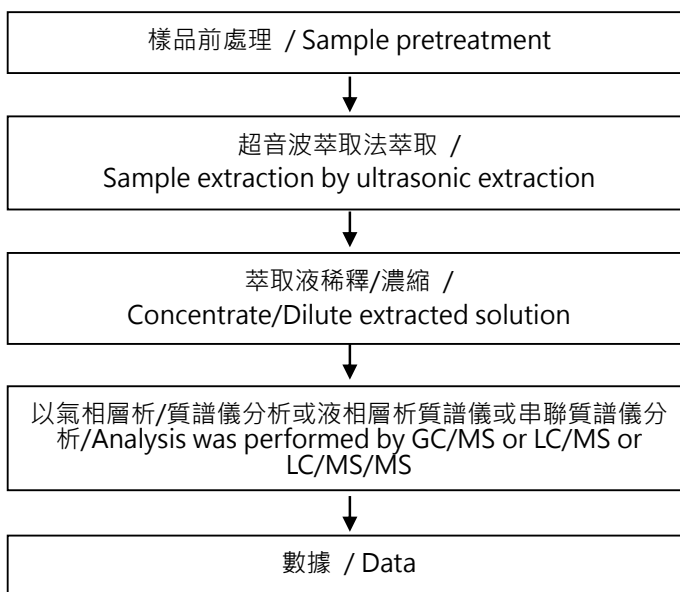 樣品前處理 / Sample pretreatment
超音波萃取法萃取 /
Sample extraction by ultrasonic extraction
萃取液稀釋/濃縮 /
Concentrate/Dilute extracted solution
以氣相層析/質譜儀分析或液相層析質譜儀或串聯質譜儀分
析/Analysis was performed by GC/MS or LC/MS or
LC/MS/MS
數據 / Data